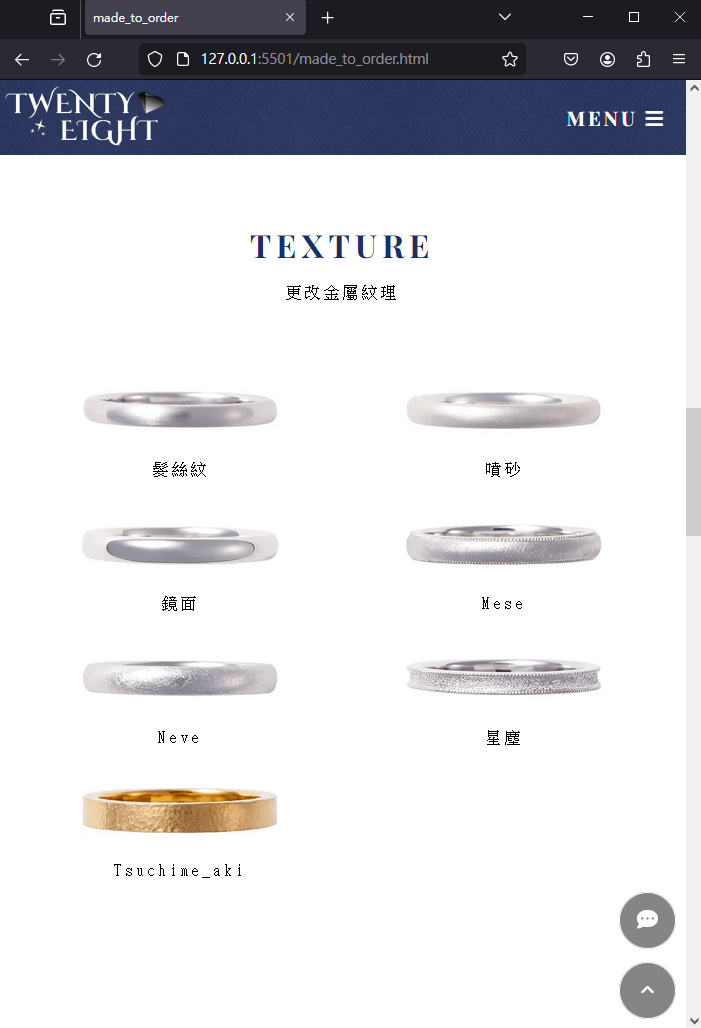 made_to_order
127.0.0.1:5501/made_to_order.html
TWENTY
EIGHT
MENU
TEXTURE
更改金屬紋理
髮絲紋
噴砂
鏡面
Mese
Neve
星塵
Tsuchime_aki